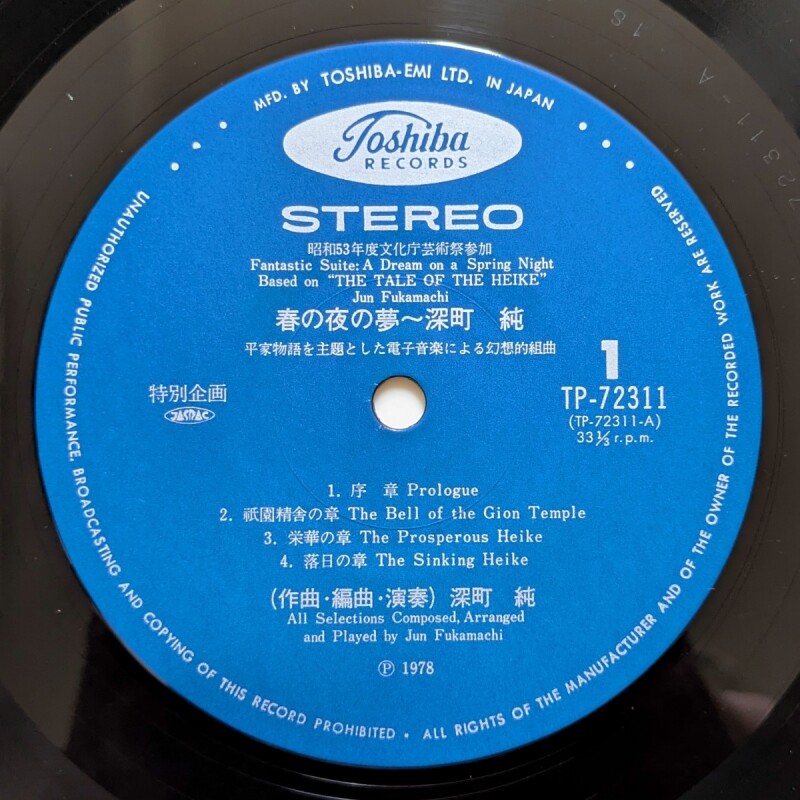 MFD. BY TOSHIBA-EMI LTD. IN JAPAN
Toshiba
RECORDS
STEREO
昭和53年度文化庁芸術祭参加
Fantastic Suite: A Dream on a Spring Night
Based on "THE TALE OF THE HEIKE"
Jun Fukamachi
春の夜の夢~深町 純
平家物語を主題とした電子音楽による幻想的組曲
特別企画
JASRAC
1
TP-72311
(TP-72311-A)
33⅓ r.p.m.
1. 序 章 Prologue
2. 祇園精舎の章 The Bell of the Gion Temple
3. 栄華の章 The Prosperous Heike
4. 落日の章 The Sinking Heike
(作曲・編曲・演奏) 深町 純
All Selections Composed, Arranged
and Played by Jun Fukamachi
Ⓟ 1978
UNAUTHORIZED PUBLIC PERFORMANCE, BROADCASTING AND COPYING OF THIS RECORD PROHIBITED • ALL RIGHTS OF THE MANUFACTURER AND OF THE OWNER OF THE RECORDED WORK ARE RESERVED
72311-A 1S